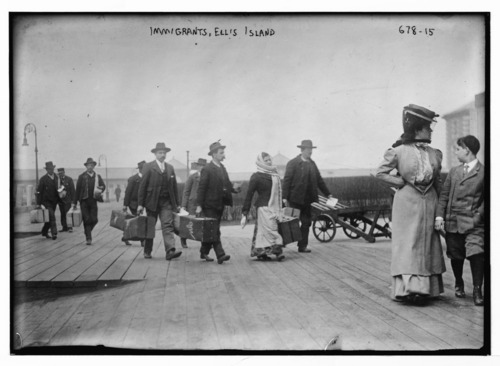 IMMIGRANTS, ELLIS ISLAND
678-15